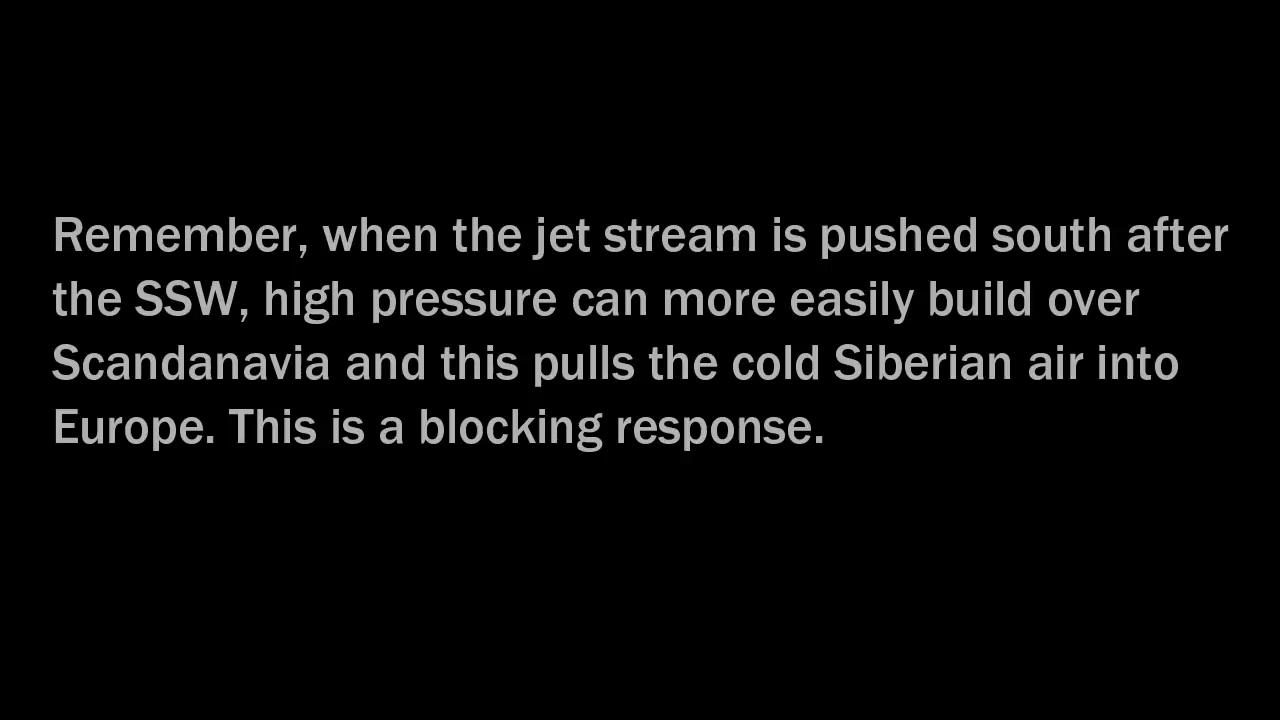 Remember, when the jet stream is pushed south after
the SSW, high pressure can more easily build over
Scandanavia and this pulls the cold Siberian air into
Europe. This is a blocking response.